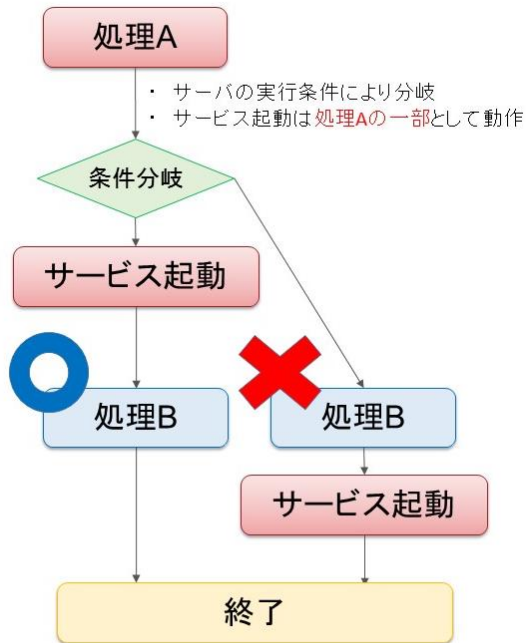 処理A
・ サーバの実行条件により分岐
・ サービス起動は処理Aの一部として動作
条件分岐
サービス起動
処理B
処理B
サービス起動
終了